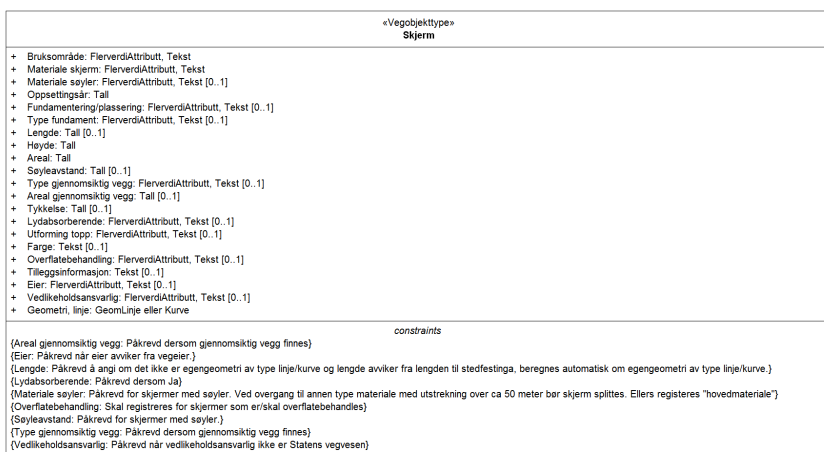 «Vegobjekttype»
Skjerm
+ Bruksområde: FlerverdiAttributt, Tekst
+ Materiale skjerm: FlerverdiAttributt, Tekst
+ Materiale søyler: FlerverdiAttributt, Tekst [0..1]
+ Oppsettingsår: Tall
+ Fundamentering/plassering: FlerverdiAttributt, Tekst [0..1]
+ Type fundament: FlerverdiAttributt, Tekst [0..1]
+ Lengde: Tall [0..1]
+ Høyde: Tall
+ Areal: Tall
+ Søyleavstand: Tall [0..1]
+ Type gjennomsiktig vegg: FlerverdiAttributt, Tekst [0..1]
+ Areal gjennomsiktig vegg: Tall [0..1]
+ Tykkelse: Tall [0..1]
+ Lydabsorberende: FlerverdiAttributt, Tekst [0..1]
+ Utforming topp: FlerverdiAttributt, Tekst [0..1]
+ Farge: Tekst [0..1]
+ Overflatebehandling: FlerverdiAttributt, Tekst [0..1]
+ Tilleggsinformasjon: Tekst [0..1]
+ Eier: FlerverdiAttributt, Tekst [0..1]
+ Vedlikeholdsansvarlig: FlerverdiAttributt, Tekst [0..1]
+ Geometri, linje: GeomLinje eller Kurve
constraints
{Areal gjennomsiktig vegg: Påkrevd dersom gjennomsiktig vegg finnes}
{Eier: Påkrevd når eier avviker fra vegeier.}
{Lengde: Påkrevd å angi om det ikke er egengeometri av type linje/kurve og lengde avviker fra lengden til stedfestinga, beregnes automatisk om egengeometri av type linje/kurve.}
{Lydabsorberende: Påkrevd dersom Ja}
{Materiale søyler: Påkrevd for skjermer med søyler. Ved overgang til annen type materiale med utstrekning over ca 50 meter bør skjerm splittes. Ellers registeres "hovedmateriale"}
{Overflatebehandling: Skal registreres for skjermer som er/skal overflatebehandles}
{Søyleavstand: Påkrevd for skjermer med søyler.}
{Type gjennomsiktig vegg: Påkrevd dersom gjennomsiktig vegg finnes}
{Vedlikeholdsansvarlig: Påkrevd når vedlikeholdsansvarlig ikke er Statens vegvesen}